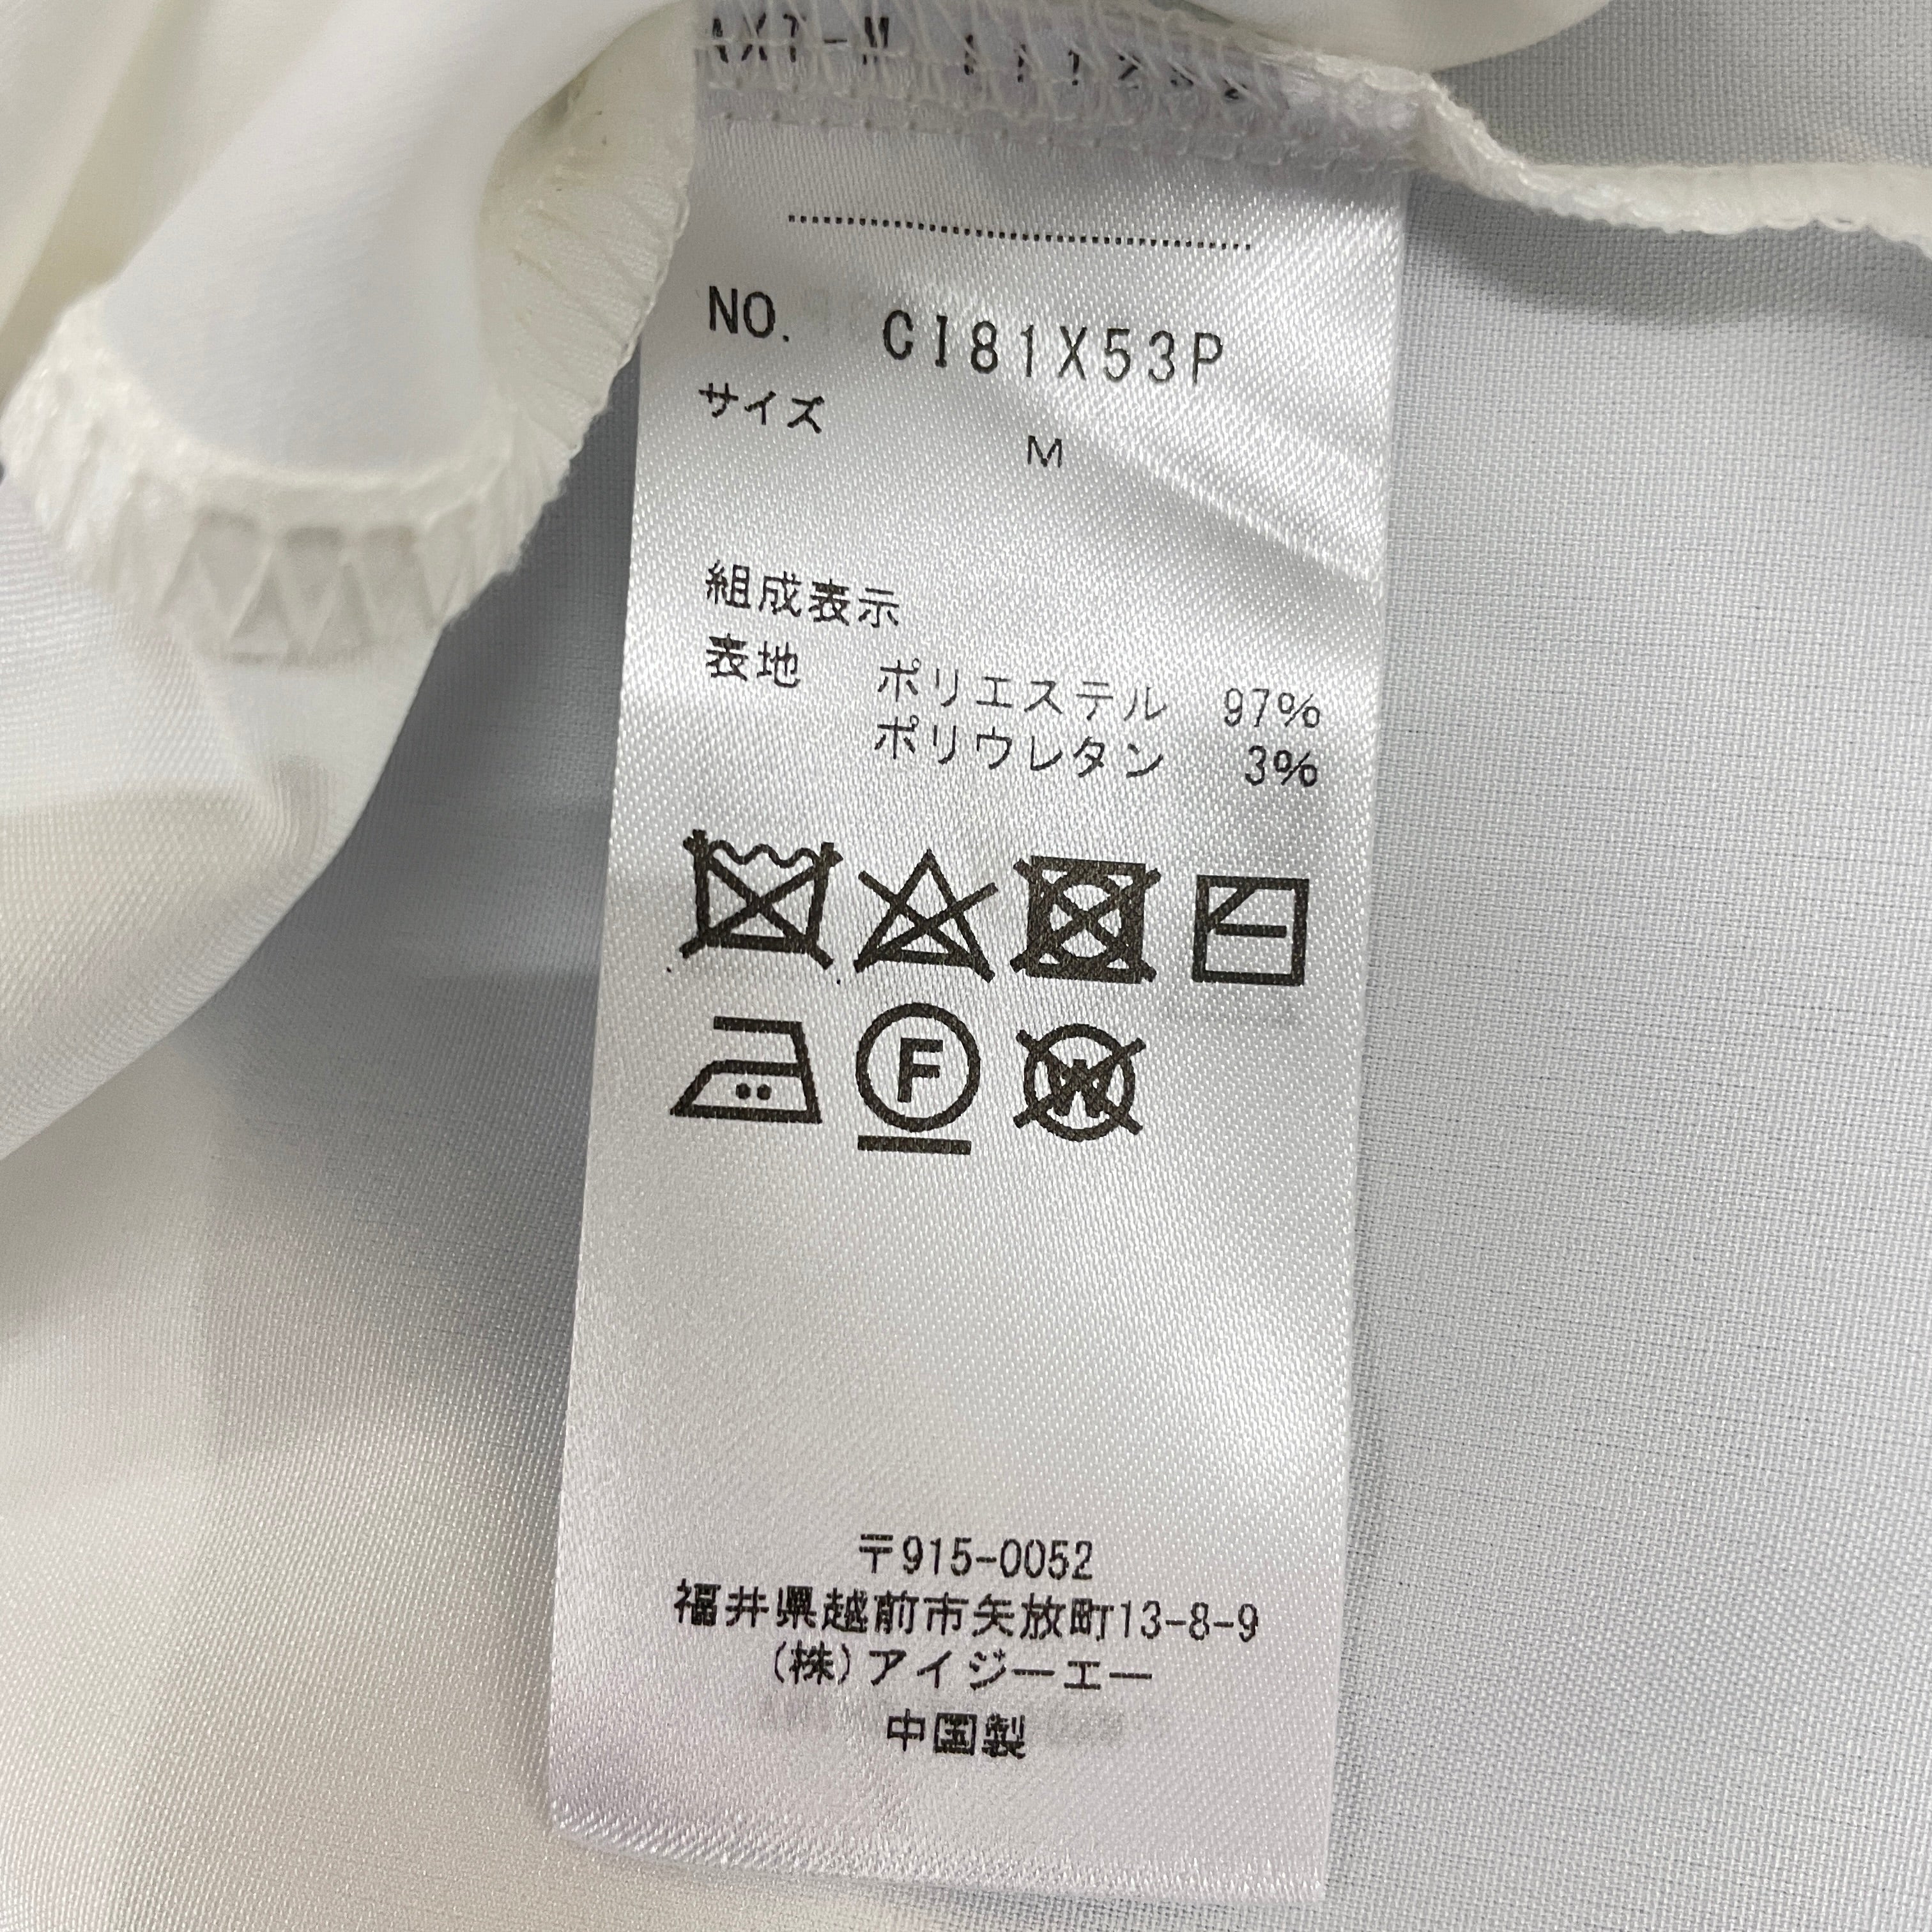 NO. CI81X53P
サイズ
M
組成表示
表地 ポリエステル 97%
ポリウレタン 3%
F
W
〒915-0052
福井県越前市矢放町13-8-9
(株)アイジーエー
中国製